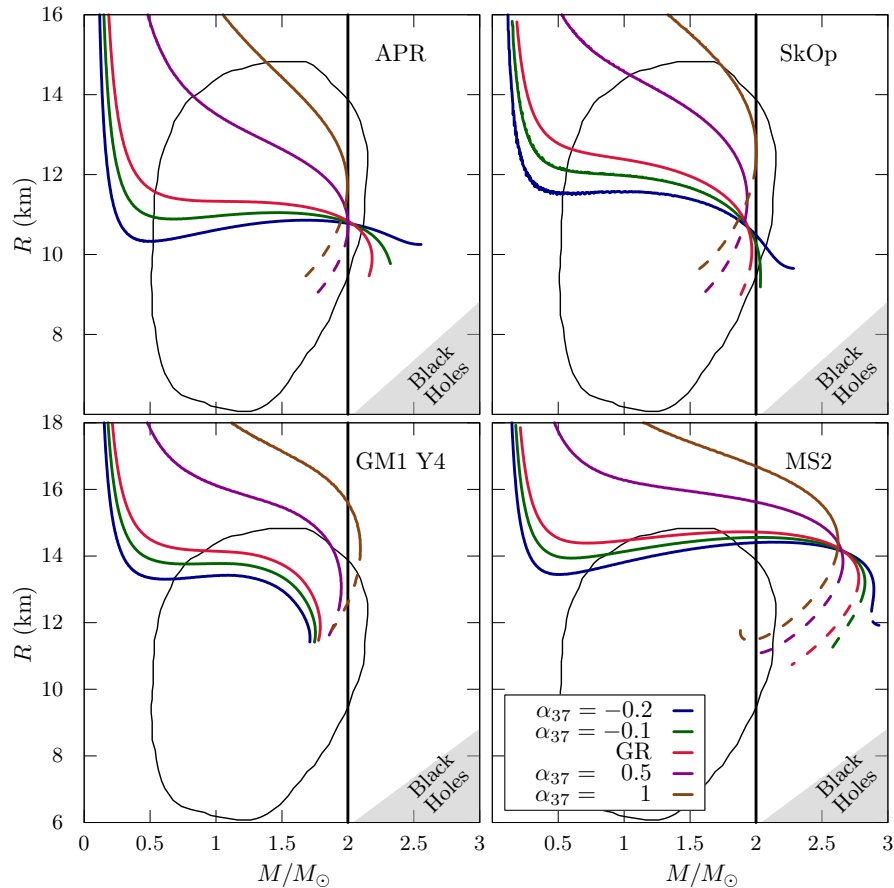 16
14
12
10
8
R (km)
APR
Black
Holes
SkOp
Black
Holes
18
16
14
12
10
8
6
R (km)
GM1 Y4
Black
Holes
MS2
Black
Holes
α₃₇ = −0.2
α₃₇ = −0.1
GR
α₃₇ = 0.5
α₃₇ = 1
0 0.5 1 1.5 2 2.5 3
0.5 1 1.5 2 2.5 3
M/M☉
M/M☉